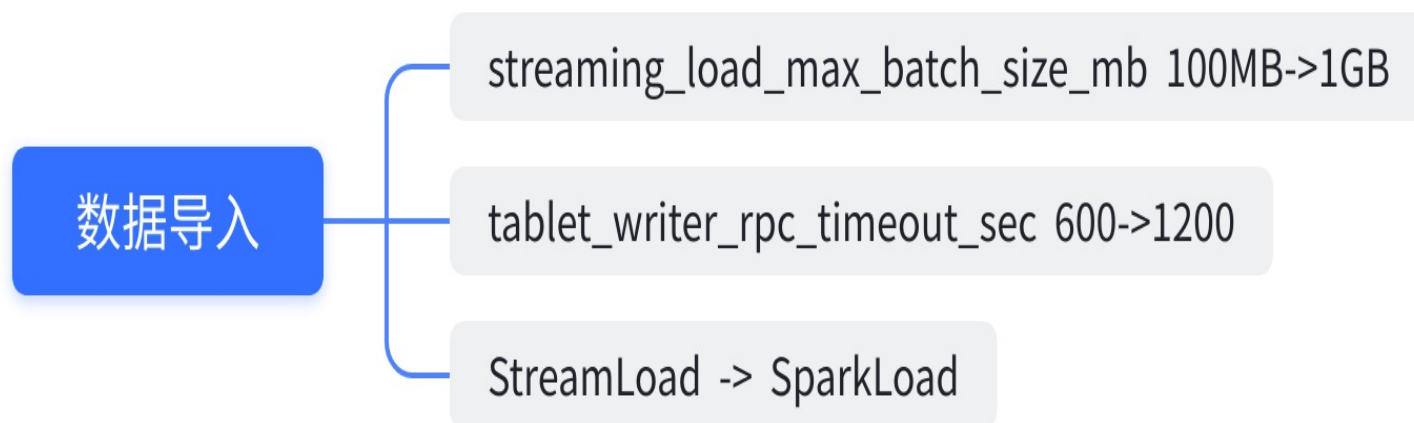 数据导入
streaming_load_max_batch_size_mb 100MB->1GB
tablet_writer_rpc_timeout_sec 600->1200
StreamLoad -> SparkLoad